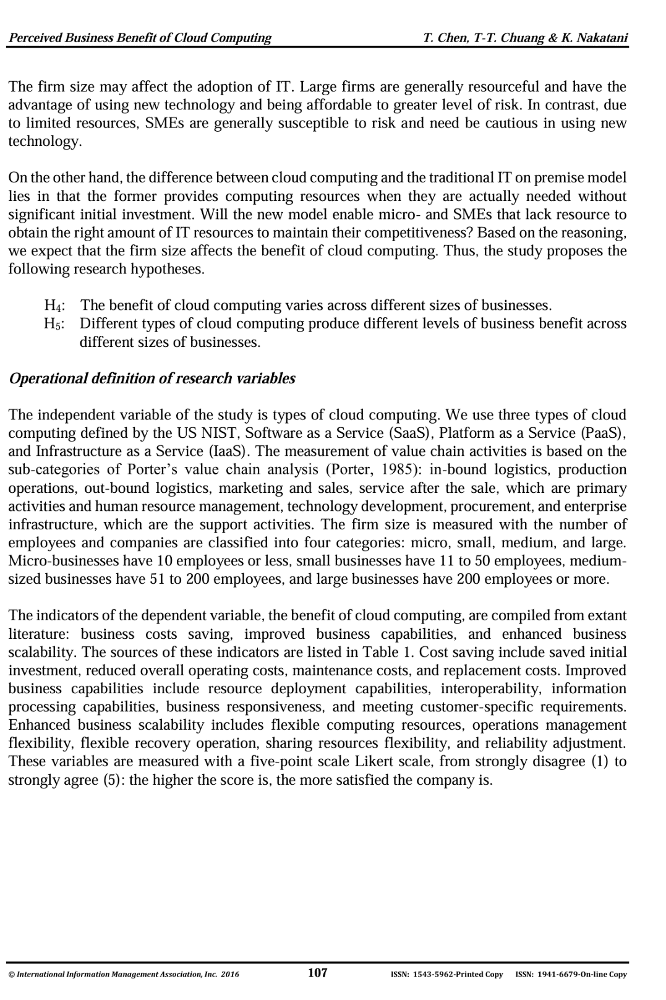 Perceived Business Benefit of Cloud Computing T. Chen, T-T. Chuang & K. Nakatani
The firm size may affect the adoption of IT. Large firms are generally resourceful and have the
advantage of using new technology and being affordable to greater level of risk. In contrast, due
to limited resources, SMEs are generally susceptible to risk and need be cautious in using new
technology.
On the other hand, the difference between cloud computing and the traditional IT on premise model
lies in that the former provides computing resources when they are actually needed without
significant initial investment. Will the new model enable micro- and SMEs that lack resource to
obtain the right amount of IT resources to maintain their competitiveness? Based on the reasoning,
we expect that the firm size affects the benefit of cloud computing. Thus, the study proposes the
following research hypotheses.
H4: The benefit of cloud computing varies across different sizes of businesses.
H5: Different types of cloud computing produce different levels of business benefit across
different sizes of businesses.
Operational definition of research variables
The independent variable of the study is types of cloud computing. We use three types of cloud
computing defined by the US NIST, Software as a Service (SaaS), Platform as a Service (PaaS),
and Infrastructure as a Service (IaaS). The measurement of value chain activities is based on the
sub-categories of Porter’s value chain analysis (Porter, 1985): in-bound logistics, production
operations, out-bound logistics, marketing and sales, service after the sale, which are primary
activities and human resource management, technology development, procurement, and enterprise
infrastructure, which are the support activities. The firm size is measured with the number of
employees and companies are classified into four categories: micro, small, medium, and large.
Micro-businesses have 10 employees or less, small businesses have 11 to 50 employees, medium-
sized businesses have 51 to 200 employees, and large businesses have 200 employees or more.
The indicators of the dependent variable, the benefit of cloud computing, are compiled from extant
literature: business costs saving, improved business capabilities, and enhanced business
scalability. The sources of these indicators are listed in Table 1. Cost saving include saved initial
investment, reduced overall operating costs, maintenance costs, and replacement costs. Improved
business capabilities include resource deployment capabilities, interoperability, information
processing capabilities, business responsiveness, and meeting customer-specific requirements.
Enhanced business scalability includes flexible computing resources, operations management
flexibility, flexible recovery operation, sharing resources flexibility, and reliability adjustment.
These variables are measured with a five-point scale Likert scale, from strongly disagree (1) to
strongly agree (5): the higher the score is, the more satisfied the company is.
© International Information Management Association, Inc. 2016 107 ISSN: 1543-5962-Printed Copy ISSN: 1941-6679-On-line Copy